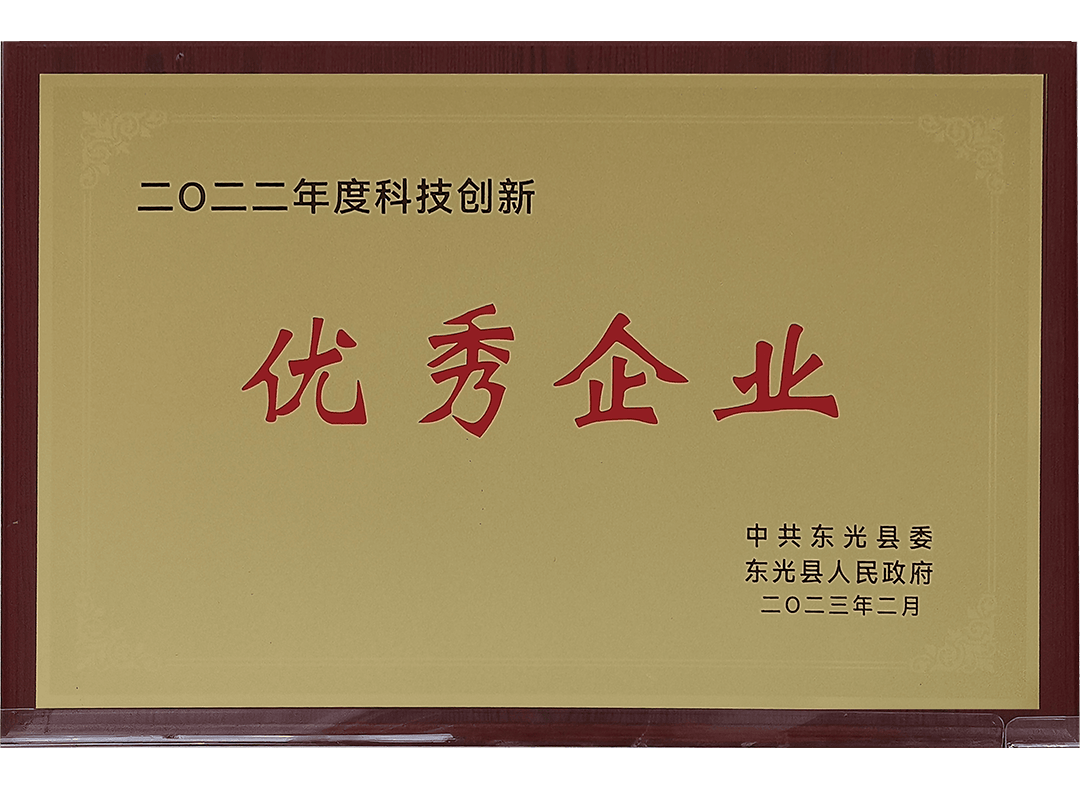 二〇二二年度科技创新
优秀企业
中共东光县委
东光县人民政府
二〇二三年二月